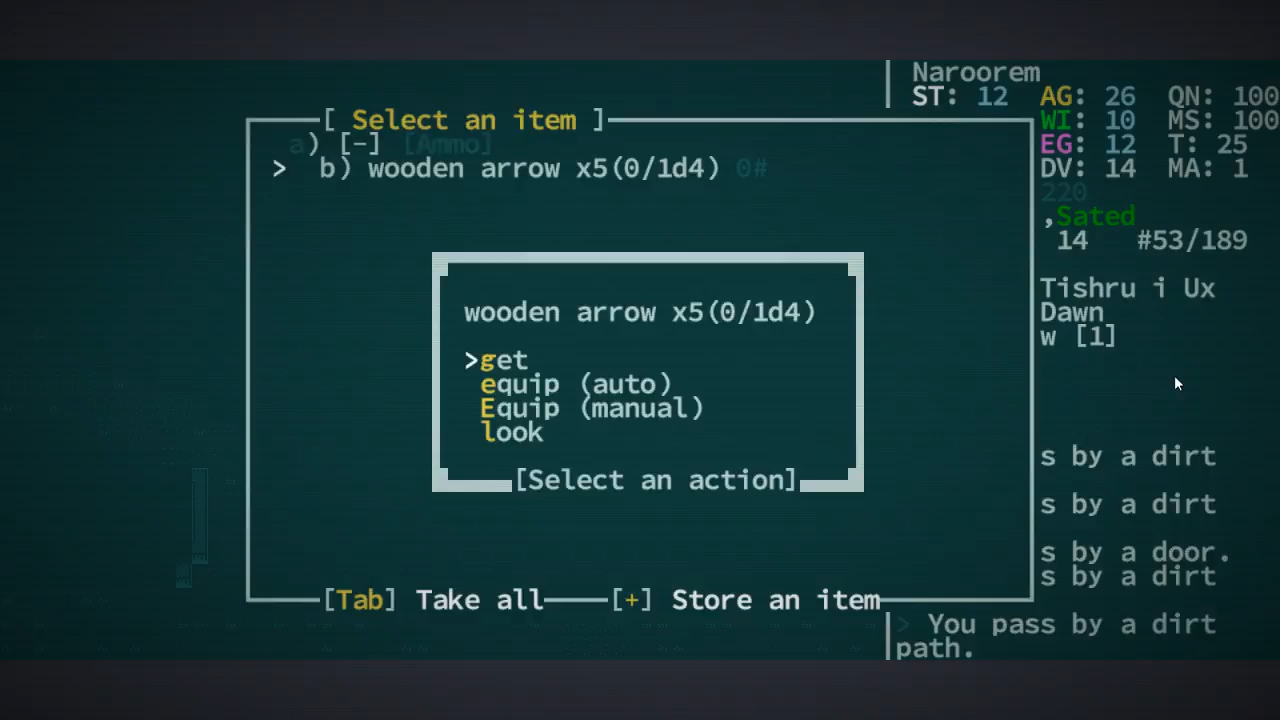 Naroorem
ST: 12 AG: 26 QN: 100
WI: 10 MS: 100
EG: 12 T: 25
DV: 14 MA: 1
220
,Sated
14 #53/189
Tishru i Ux
Dawn
w [1]
[ Select an item ]
a) [-] [Ammo]
> b) wooden arrow x5(0/1d4) 0#
wooden arrow x5(0/1d4)
>get
equip (auto)
Equip (manual)
look
[Select an action]
[Tab] Take all [+] Store an item
s by a dirt
s by a dirt
s by a door.
s by a dirt
> You pass by a dirt
path.